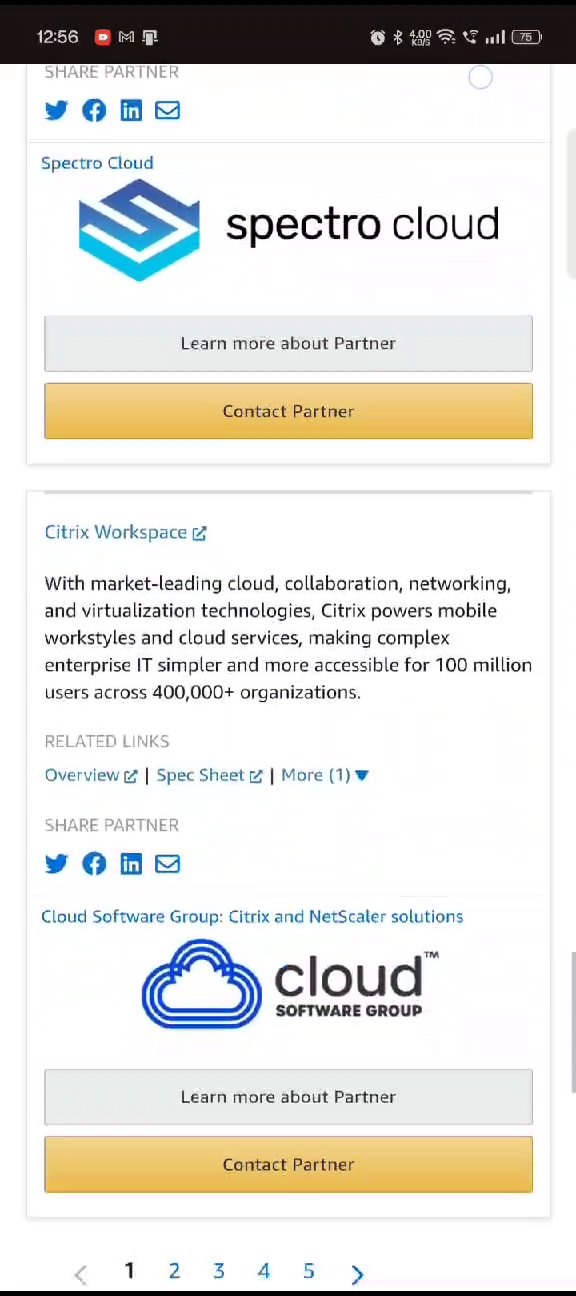 12:56 4.00 KB/S 75
SHARE PARTNER
Spectro Cloud
spectro cloud
Learn more about Partner
Contact Partner
Citrix Workspace
With market-leading cloud, collaboration, networking,
and virtualization technologies, Citrix powers mobile
workstyles and cloud services, making complex
enterprise IT simpler and more accessible for 100 million
users across 400,000+ organizations.
RELATED LINKS
Overview | Spec Sheet | More (1)
SHARE PARTNER
Cloud Software Group: Citrix and NetScaler solutions
cloud™
SOFTWARE GROUP
Learn more about Partner
Contact Partner
1 2 3 4 5